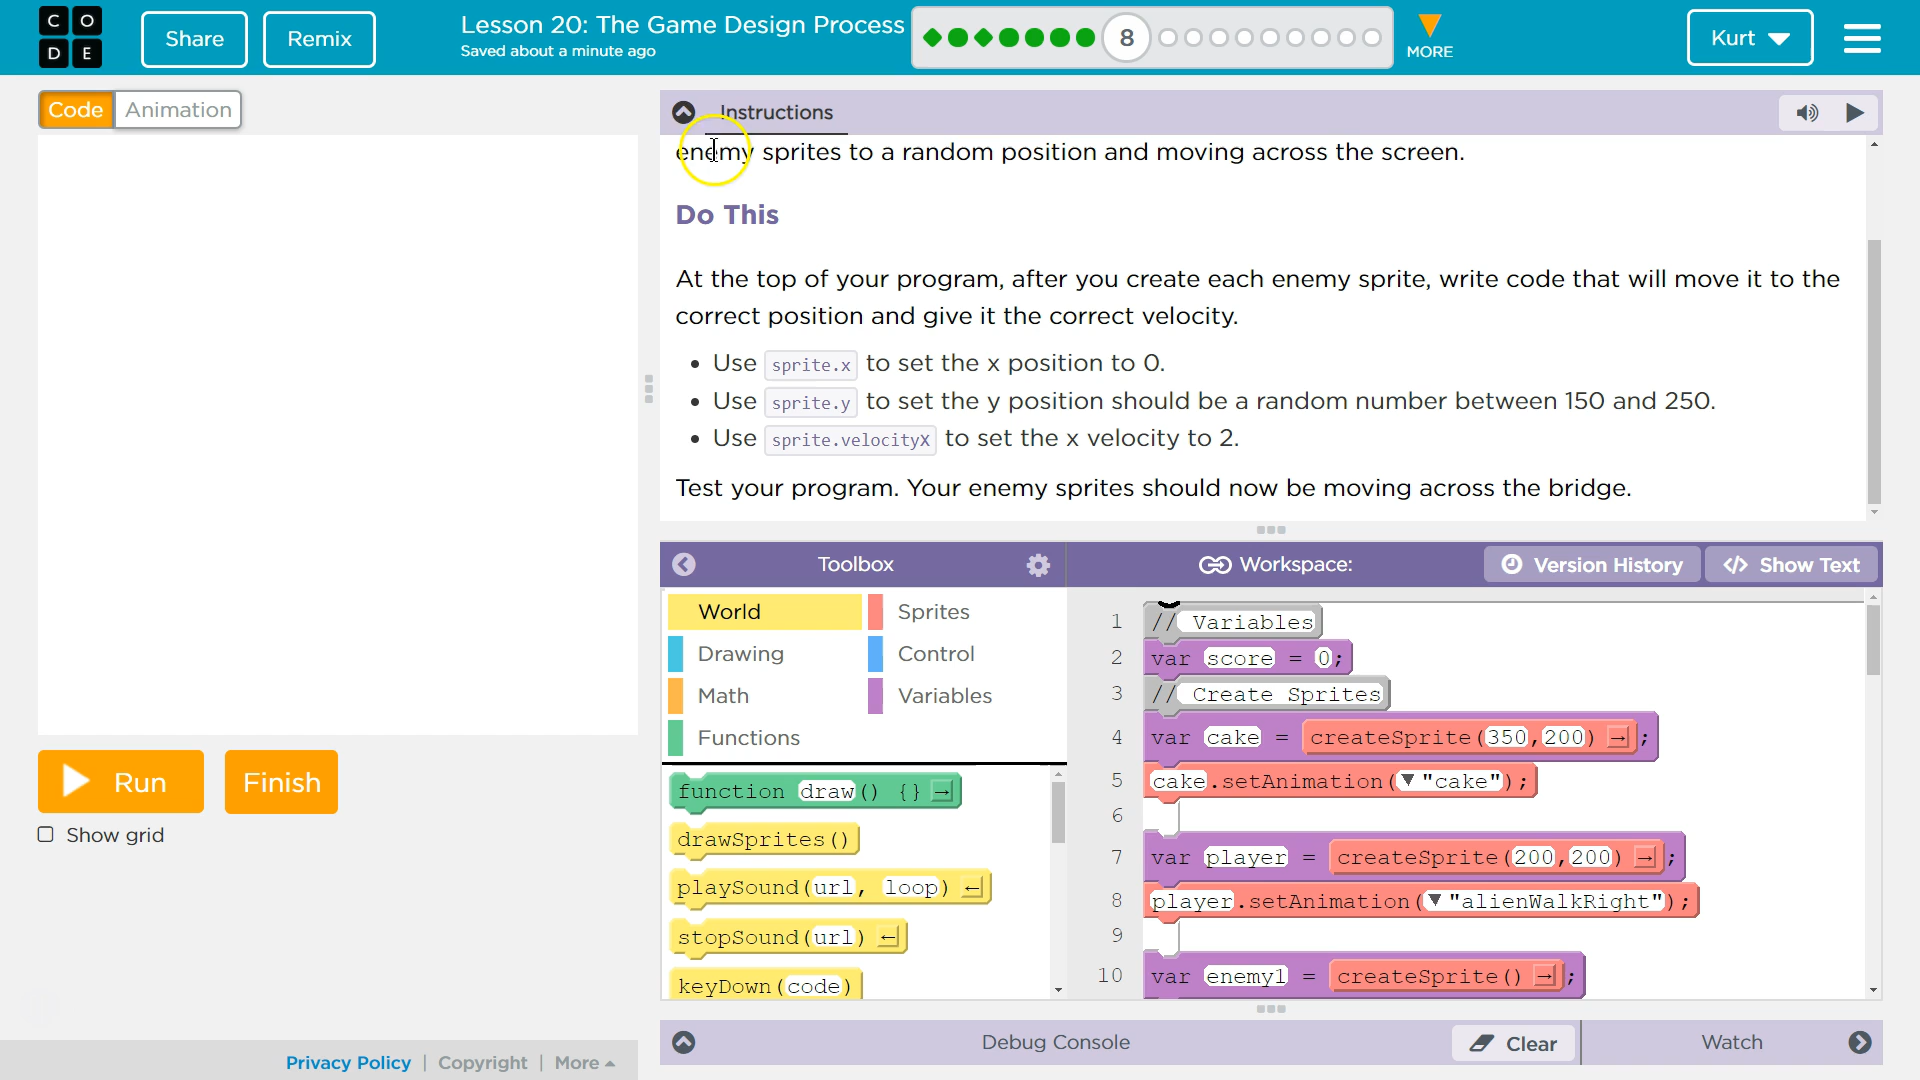 CODE
Share
Remix
Lesson 20: The Game Design Process
Saved about a minute ago
8
MORE
Kurt
Code
Animation
Instructions
enemy sprites to a random position and moving across the screen.
Do This
At the top of your program, after you create each enemy sprite, write code that will move it to the
correct position and give it the correct velocity.
• Use sprite.x to set the x position to 0.
• Use sprite.y to set the y position should be a random number between 150 and 250.
• Use sprite.velocityX to set the x velocity to 2.
Test your program. Your enemy sprites should now be moving across the bridge.
Run
Finish
Show grid
Toolbox
World
Sprites
Drawing
Control
Math
Variables
Functions
function draw() {} →
drawSprites()
playSound(url, loop) ←
stopSound(url) ←
keyDown(code)
Workspace:
Version History
</> Show Text
1 // Variables
2 var score = 0;
3 // Create Sprites
4 var cake = createSprite(350,200) →;
5 cake.setAnimation(▼"cake");
6
7 var player = createSprite(200,200) →;
8 player.setAnimation(▼"alienWalkRight");
9
10 var enemy1 = createSprite() →;
Debug Console
Clear
Watch
Privacy Policy | Copyright | More